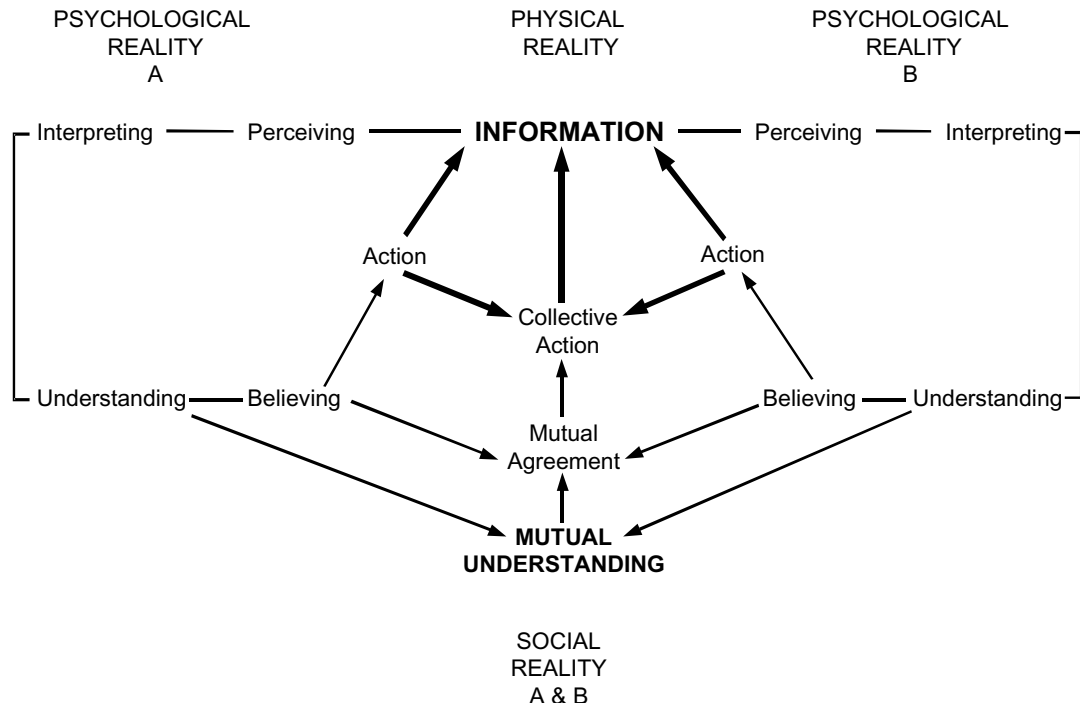 PSYCHOLOGICAL
REALITY
A
PHYSICAL
REALITY
PSYCHOLOGICAL
REALITY
B
Interpreting
Perceiving
INFORMATION
Perceiving
Interpreting
Action
Action
Collective
Action
Understanding
Believing
Believing
Understanding
Mutual
Agreement
MUTUAL
UNDERSTANDING
SOCIAL
REALITY
A & B